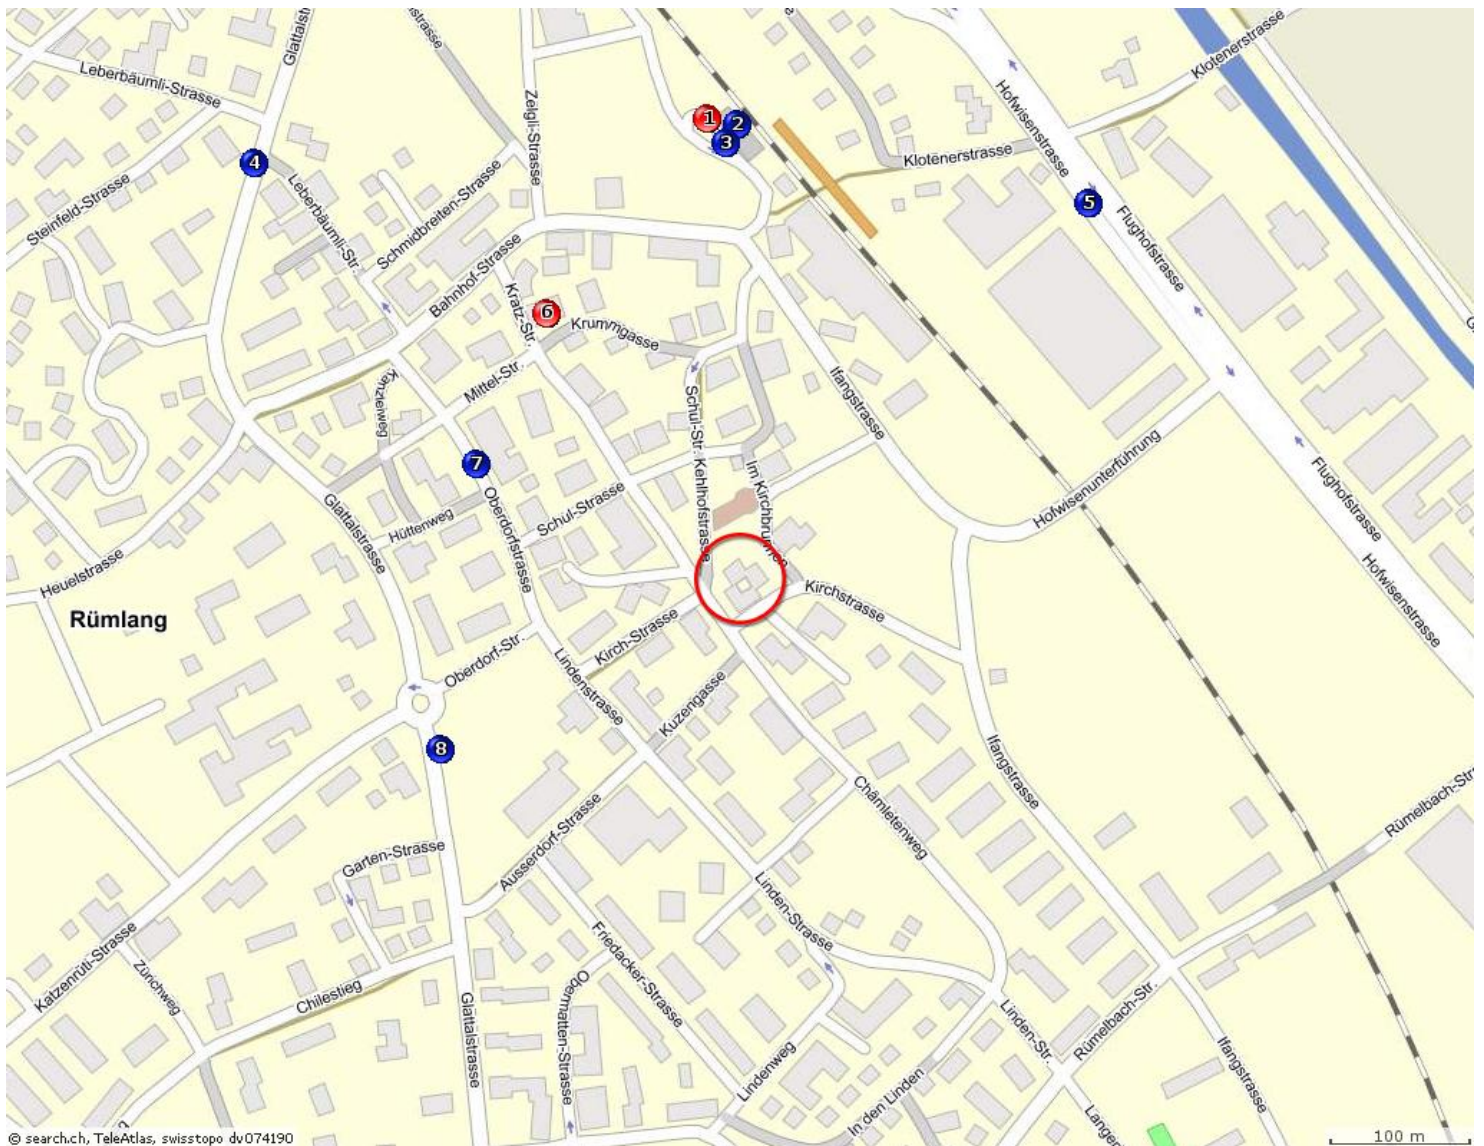 Glattalst
strasse
Klotenerstrasse
Leberbäumli-Strasse
Hofwisenstrasse
Zelgli-Strasse
1
2
3
4
Klotenerstrasse
Leberbäumli-Str.
Schmidbreiten-Strasse
Steinfeld-Strasse
5
Flughofstrasse
Bahnhof-Strasse
Kratz-Str.
6
Krummgasse
Mittel-Str.
Kanzleiweg
Ifangstrasse
Schul-Str.
Kehlhofstrasse
Im Kirchbrunnen
7
Hofwisenunterführung
Flughofstrasse
Glattalstrasse
Oberdorfstrasse
Schul-Strasse
Hüttenweg
Heuelstrasse
Rümlang
Kirchstrasse
Hofwisenstrasse
Kirch-Strasse
Oberdorf-Str.
Lindenstrasse
Kuzengasse
8
Ifangstrasse
Chämletenweg
Rümelbach-Str
Garten-Strasse
Ausserdorf-Strasse
Linden-Strasse
Friedacker-Strasse
Katzenrüti-Strasse
Zürichweg
Chilestieg
Obermatten-Strasse
Glattalstrasse
Linden-Str.
Rümelbach-Str.
Ifangstrasse
Lindenweg
In den Linden
Langen
© search.ch, TeleAtlas, swisstopo dv074190
100 m